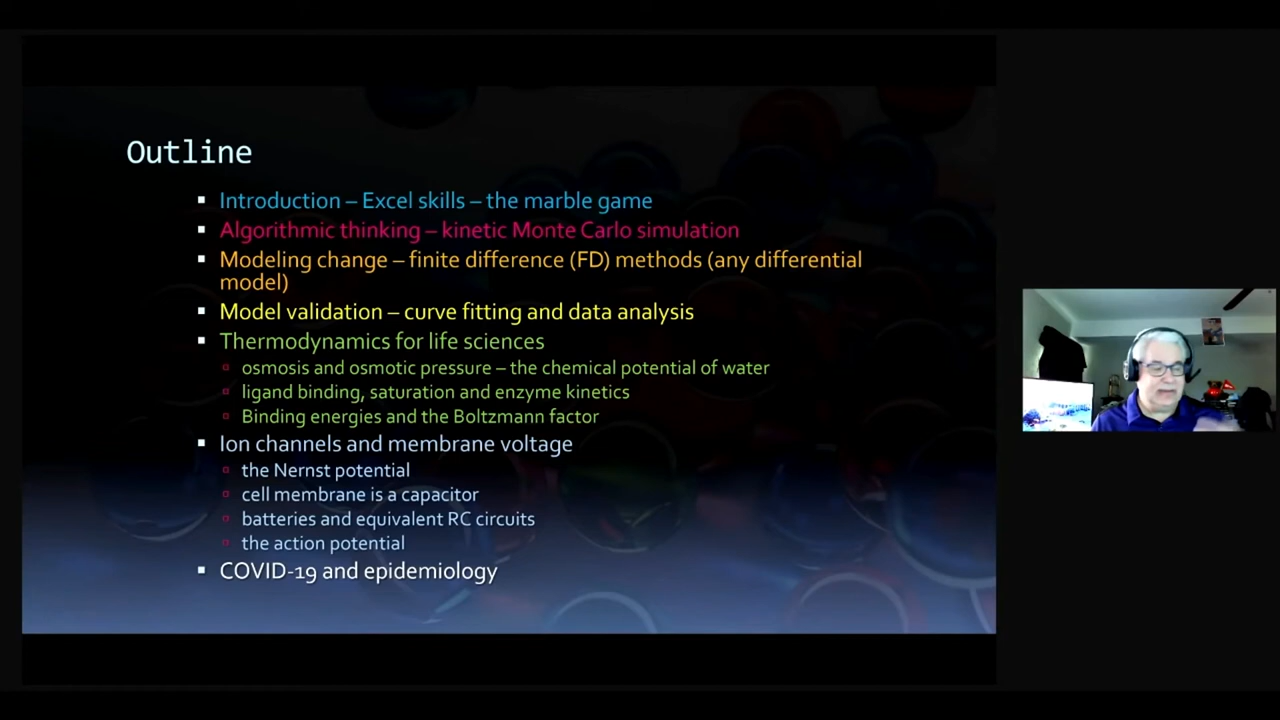 Outline
Introduction – Excel skills – the marble game
Algorithmic thinking – kinetic Monte Carlo simulation
Modeling change – finite difference (FD) methods (any differential
model)
Model validation – curve fitting and data analysis
Thermodynamics for life sciences
osmosis and osmotic pressure – the chemical potential of water
ligand binding, saturation and enzyme kinetics
Binding energies and the Boltzmann factor
Ion channels and membrane voltage
the Nernst potential
cell membrane is a capacitor
batteries and equivalent RC circuits
the action potential
COVID-19 and epidemiology